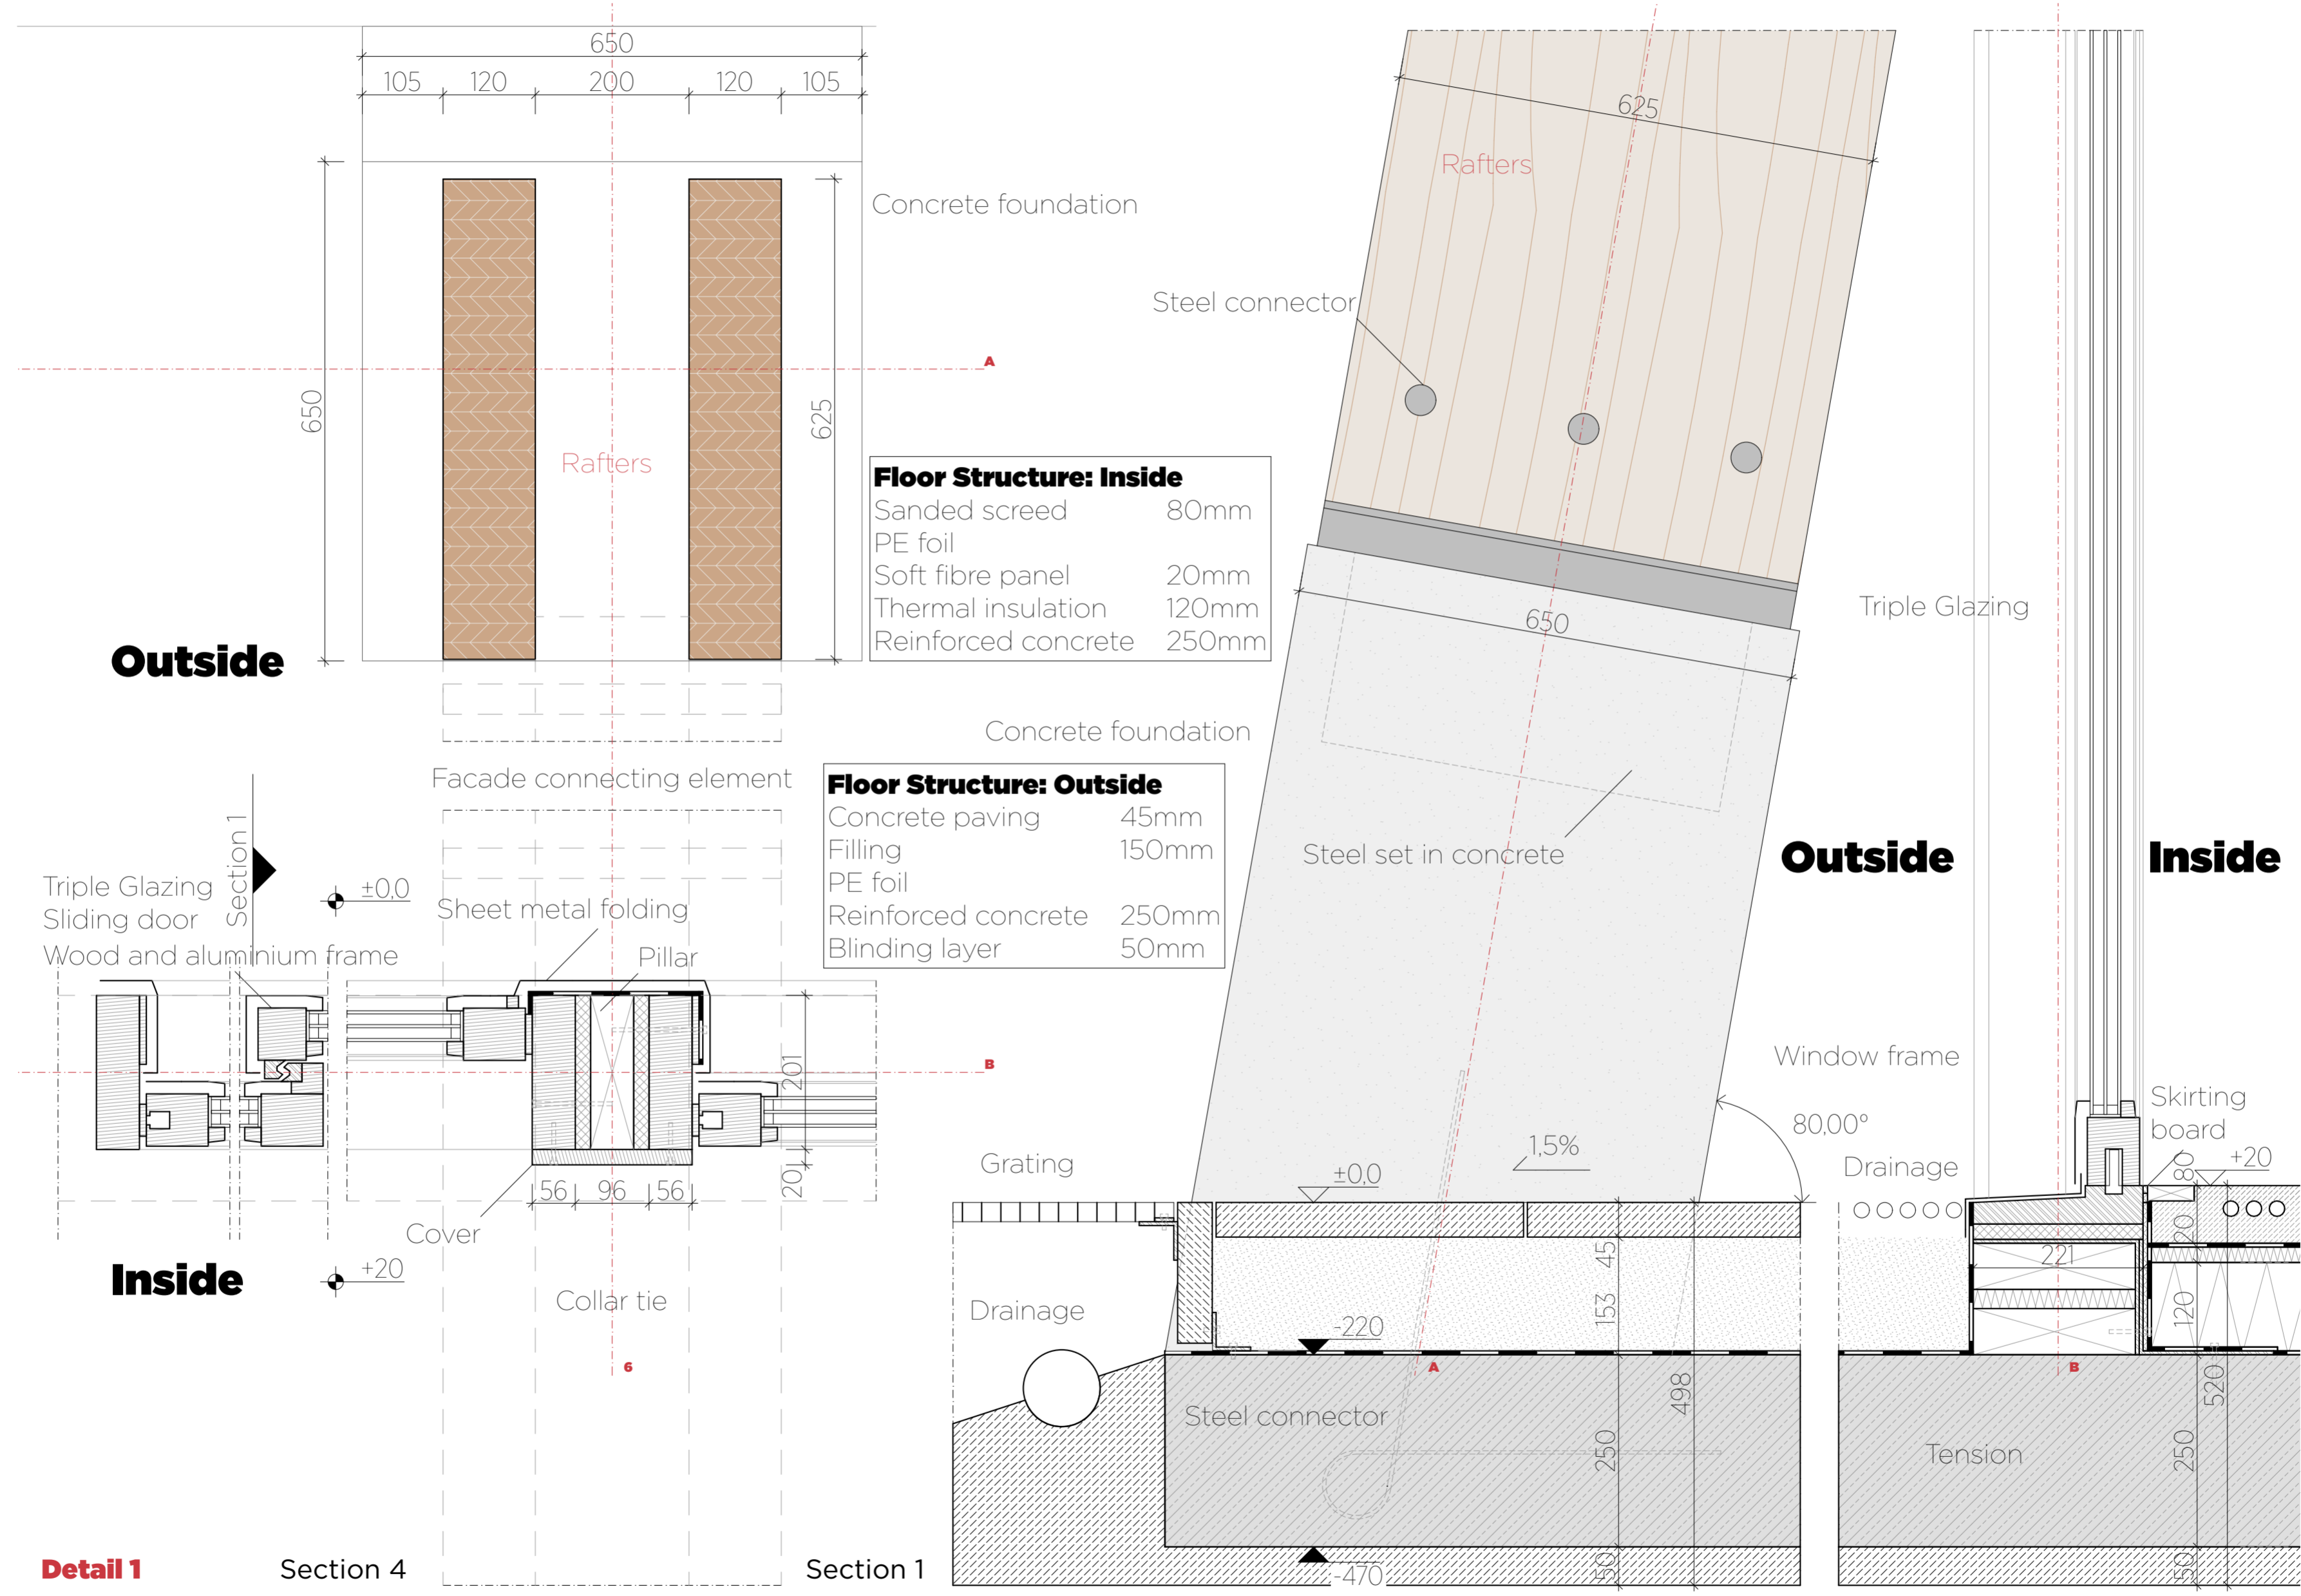 650
105 120 200 120 105
650
625
Rafters
A
Concrete foundation
Outside
Floor Structure: Inside
Sanded screed 80mm
PE foil
Soft fibre panel 20mm
Thermal insulation 120mm
Reinforced concrete 250mm
Facade connecting element
Floor Structure: Outside
Concrete paving 45mm
Filling 150mm
PE foil
Reinforced concrete 250mm
Blinding layer 50mm
Section 1
±0,0
Triple Glazing
Sliding door
Wood and aluminium frame
Sheet metal folding
Pillar
B
201
20
56 96 56
Cover
Inside
+20
Collar tie
6
Detail 1
Section 4
Section 1
625
Rafters
Steel connector
650
Concrete foundation
Steel set in concrete
80,00°
1,5%
±0,0
Grating
Drainage
45
153
-220
A
498
Steel connector
250
50
-470
Triple Glazing
Outside
Inside
Window frame
Skirting
board
Drainage
+20
80
20
221
120
B
520
Tension
250
50